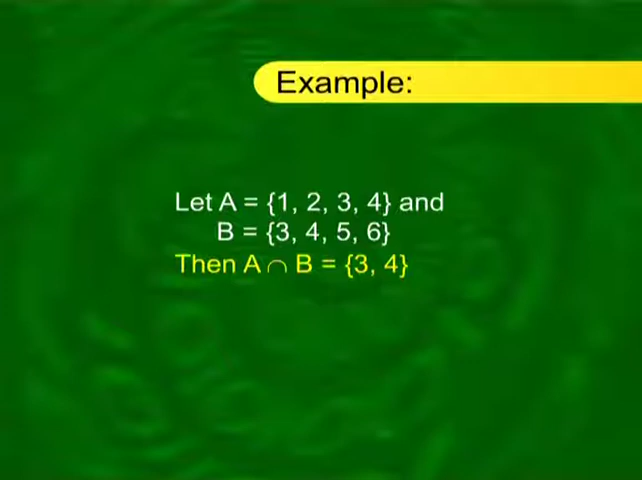 Example:
Let A = {1, 2, 3, 4} and
B = {3, 4, 5, 6}
Then A ∩ B = {3, 4}